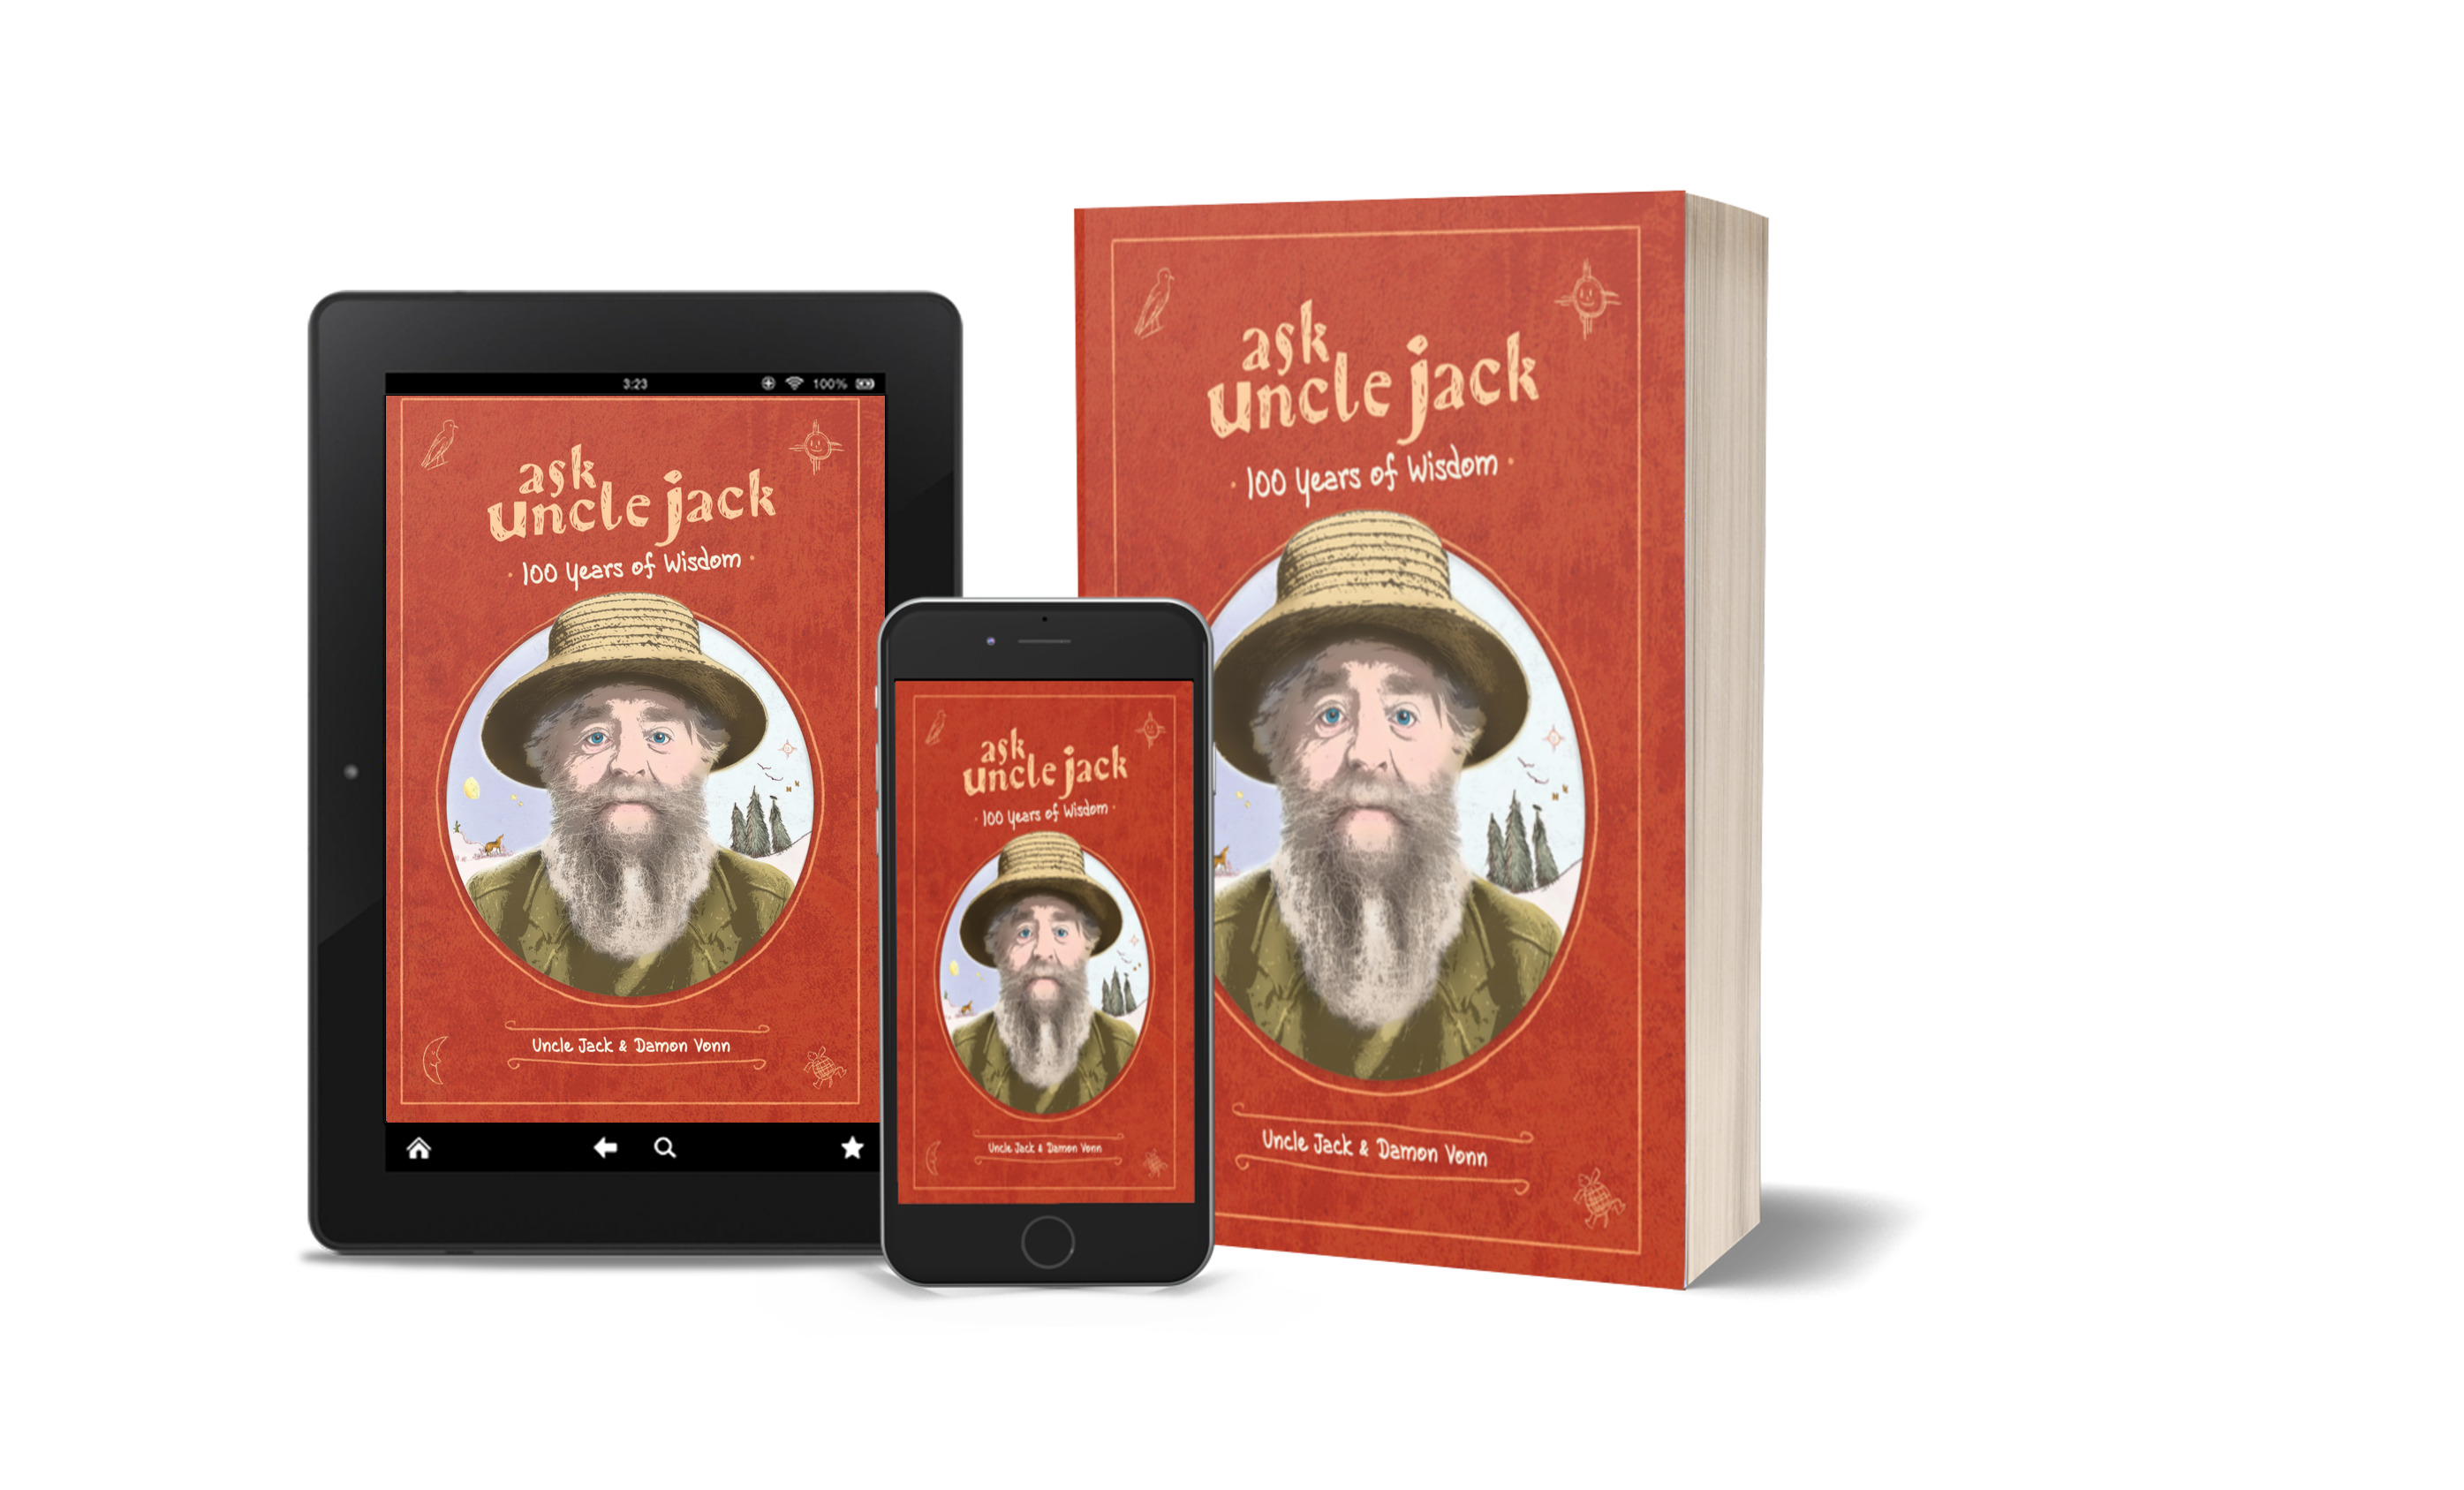 3:23 100%
ask
uncle jack
100 Years of Wisdom
Uncle Jack & Damon Vonn
ask
uncle jack
100 Years of Wisdom
Uncle Jack & Damon Vonn
ask
uncle jack
100 Years of Wisdom
Uncle Jack & Damon Vonn